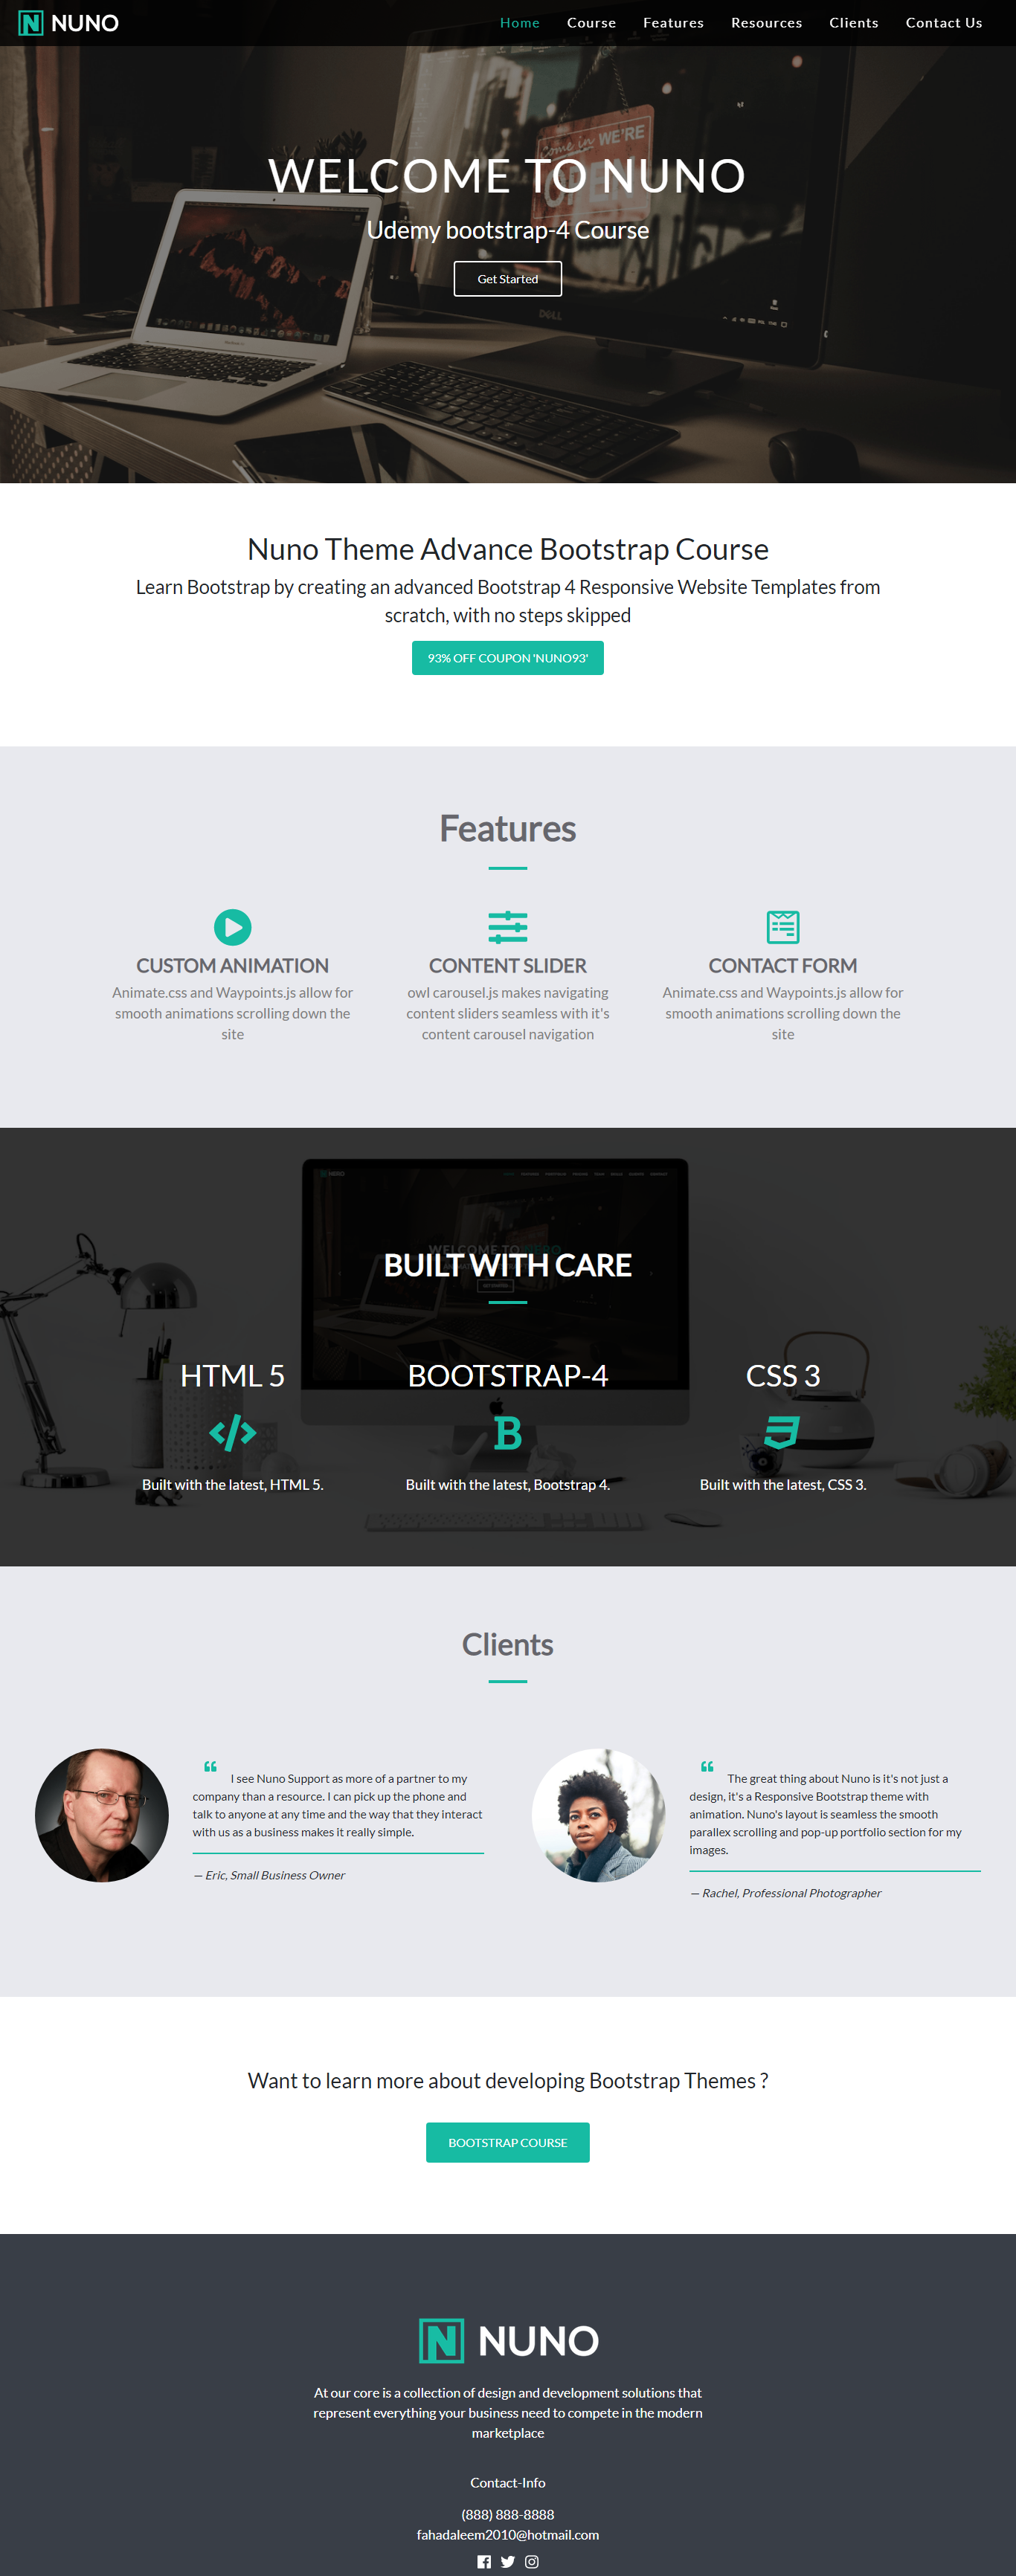 NUNO
Home Course Features Resources Clients Contact Us
come in WE'RE
OPEN
WELCOME TO NUNO
Udemy bootstrap-4 Course
Get Started
DELL
Nuno Theme Advance Bootstrap Course
Learn Bootstrap by creating an advanced Bootstrap 4 Responsive Website Templates from
scratch, with no steps skipped
93% OFF COUPON 'NUNO93'
Features
CUSTOM ANIMATION
Animate.css and Waypoints.js allow for
smooth animations scrolling down the
site
CONTENT SLIDER
owl carousel.js makes navigating
content sliders seamless with it's
content carousel navigation
CONTACT FORM
Animate.css and Waypoints.js allow for
smooth animations scrolling down the
site
WELCOME TO
BUILT WITH CARE
HTML 5
Built with the latest, HTML 5.
BOOTSTRAP-4
B
Built with the latest, Bootstrap 4.
CSS 3
Built with the latest, CSS 3.
Clients
❝ I see Nuno Support as more of a partner to my
company than a resource. I can pick up the phone and
talk to anyone at any time and the way that they interact
with us as a business makes it really simple.
— Eric, Small Business Owner
❝ The great thing about Nuno is it's not just a
design, it's a Responsive Bootstrap theme with
animation. Nuno's layout is seamless the smooth
parallex scrolling and pop-up portfolio section for my
images.
— Rachel, Professional Photographer
Want to learn more about developing Bootstrap Themes ?
BOOTSTRAP COURSE
NUNO
At our core is a collection of design and development solutions that
represent everything your business need to compete in the modern
marketplace
Contact-Info
(888) 888-8888
fahadaleem2010@hotmail.com